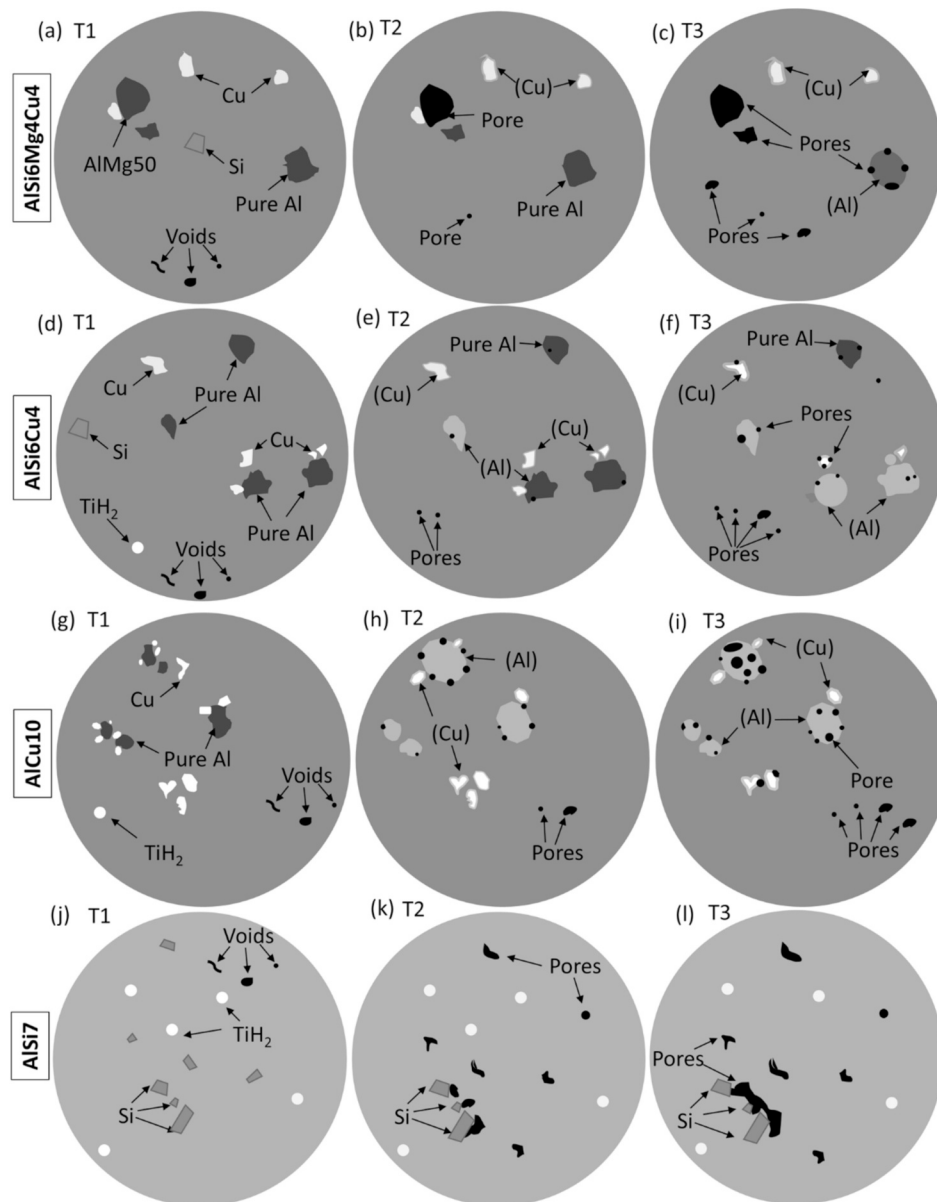 AlSi6Mg4Cu4
(a) T1
Cu
AlMg50
Si
Pure Al
Voids
(b) T2
(Cu)
Pore
Pure Al
Pore
(c) T3
(Cu)
Pores
(Al)
Pores
AlSi6Cu4
(d) T1
Cu
Pure Al
Si
Cu
TiH2
Pure Al
Voids
(e) T2
Pure Al
(Cu)
(Cu)
(Al)
Pores
(f) T3
Pure Al
(Cu)
Pores
(Al)
Pores
AlCu10
(g) T1
Cu
Pure Al
Voids
TiH2
(h) T2
(Al)
(Cu)
Pores
(i) T3
(Cu)
(Al)
Pore
Pores
AlSi7
(j) T1
Voids
TiH2
Si
(k) T2
Pores
Si
(l) T3
Pores
Si